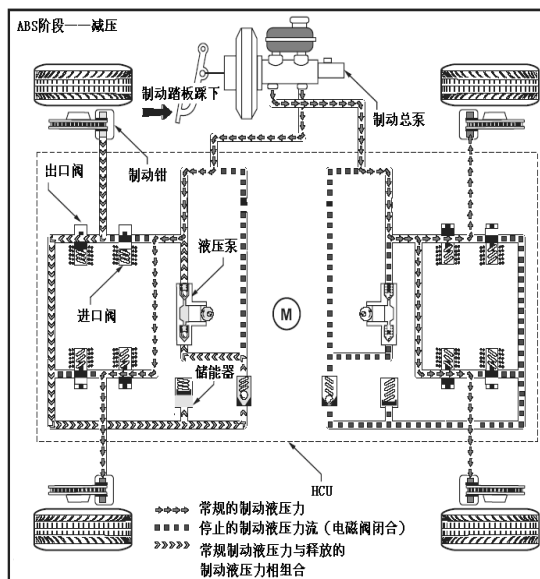 ABS阶段——减压
制动踏板踩下
制动总泵
制动钳
出口阀
液压泵
进口阀
M
储能器
HCU
常规的制动液压力
停止的制动液压力流（电磁阀闭合）
常规制动液压力与释放的
制动液压力相组合